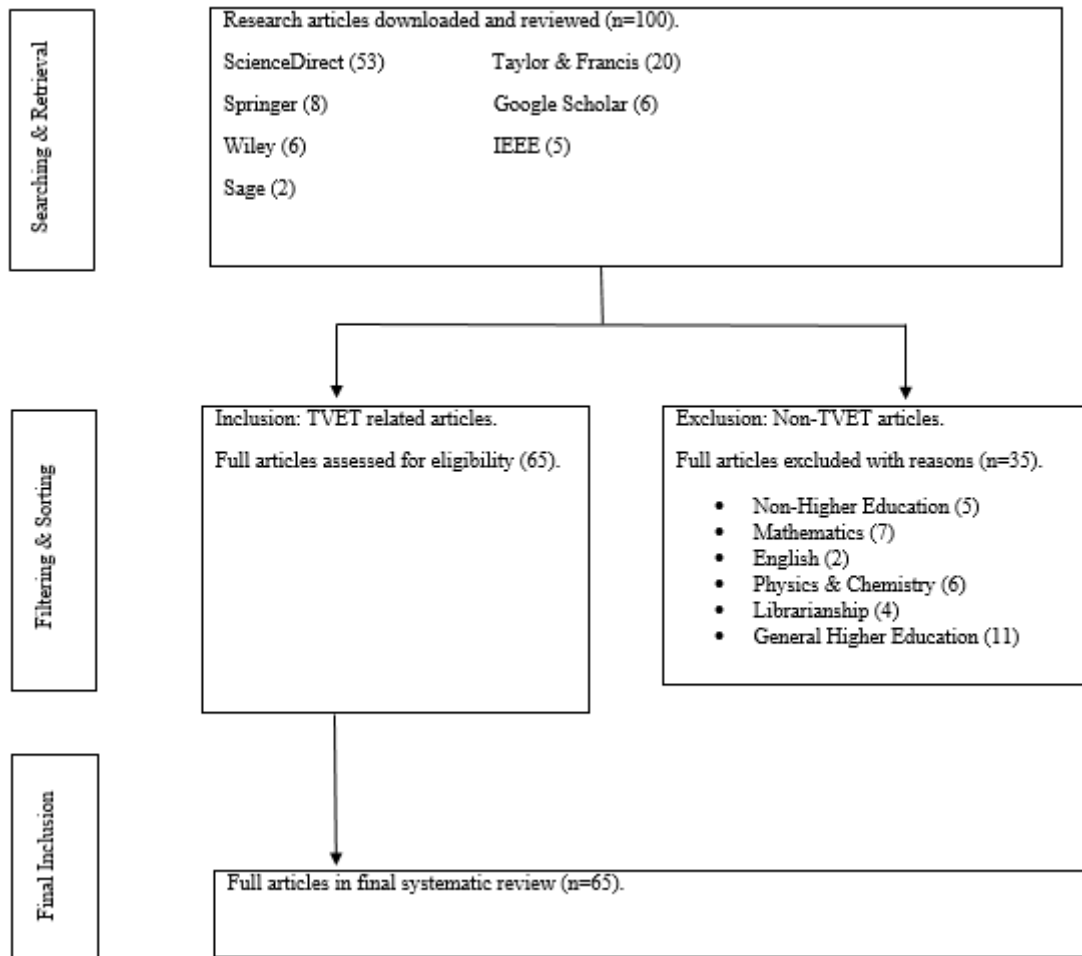 Searching & Retrieval
Research articles downloaded and reviewed (n=100).
ScienceDirect (53) Taylor & Francis (20)
Springer (8) Google Scholar (6)
Wiley (6) IEEE (5)
Sage (2)
Filtering & Sorting
Inclusion: TVET related articles.
Full articles assessed for eligibility (65).
Exclusion: Non-TVET articles.
Full articles excluded with reasons (n=35).
• Non-Higher Education (5)
• Mathematics (7)
• English (2)
• Physics & Chemistry (6)
• Librarianship (4)
• General Higher Education (11)
Final Inclusion
Full articles in final systematic review (n=65).